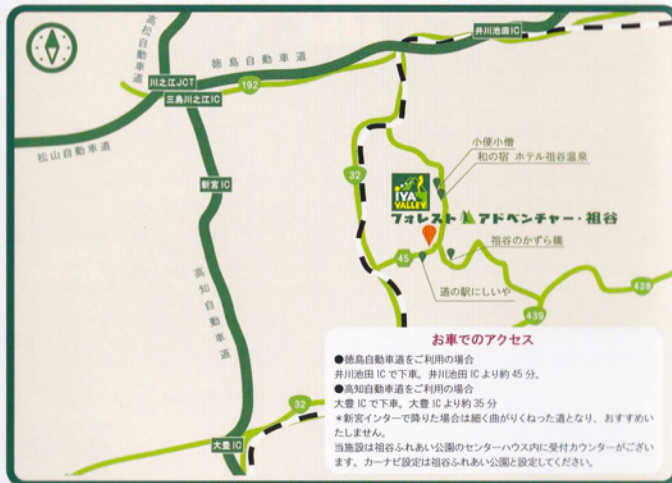 井川池田IC
高松自動車道
徳島自動車道
川之江JCT
三島川之江IC
192
松山自動車道
小便小僧
和の宿 ホテル祖谷温泉
32
新宮IC
IYA
VALLEY
フォレストアドベンチャー・祖谷
祖谷のかずら橋
45
道の駅にしいや
高知自動車道
438
439
32
大豊IC
お車でのアクセス
●徳島自動車道をご利用の場合
井川池田 IC で下車。井川池田 IC より約 45 分。
●高知自動車道をご利用の場合
大豊 IC で下車。大豊 IC より約 35 分
*新宮インターで降りた場合は細く曲がりくねった道となり、おすすめい
たしません。
当施設は祖谷ふれあい公園のセンターハウス内に受付カウンターがござい
ます。カーナビ設定は祖谷ふれあい公園と設定してください。